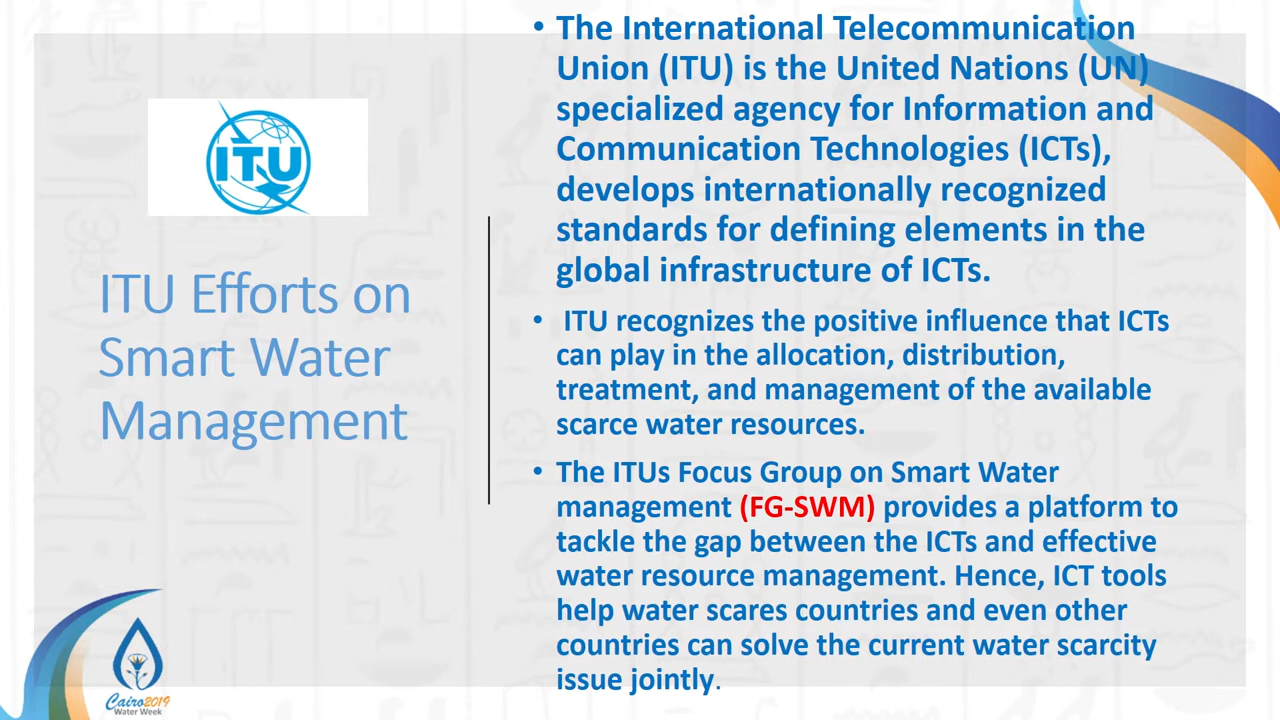 ITU
ITU Efforts on
Smart Water
Management
• The International Telecommunication
Union (ITU) is the United Nations (UN)
specialized agency for Information and
Communication Technologies (ICTs),
develops internationally recognized
standards for defining elements in the
global infrastructure of ICTs.
• ITU recognizes the positive influence that ICTs
can play in the allocation, distribution,
treatment, and management of the available
scarce water resources.
• The ITUs Focus Group on Smart Water
management (FG-SWM) provides a platform to
tackle the gap between the ICTs and effective
water resource management. Hence, ICT tools
help water scares countries and even other
countries can solve the current water scarcity
issue jointly.
Cairo2019
Water Week